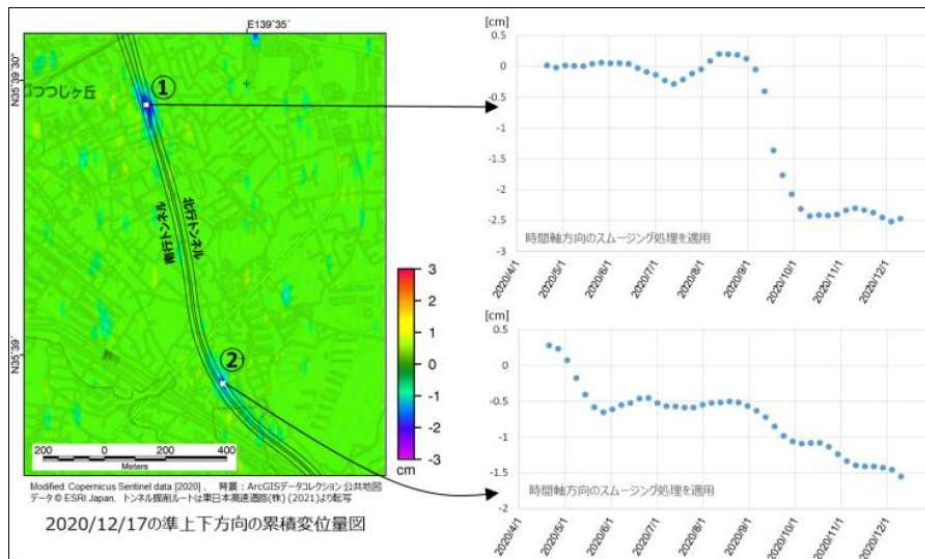 E139°35'
N35°39'30"
つつじヶ丘
①
南行トンネル
北行トンネル
N35°39'
②
3
2
1
0
-1
-2
-3
cm
200 0 200 400
Meters
Modified Copernicus Sentinel data [2020] 、 背景:ArcGISデータコレクション公共地図
データ© ESRI Japan、トンネル掘削ルートは東日本高速道路(株) (2021)より転写
2020/12/17の準上下方向の累積変位量図
[cm]
0.5
0
-0.5
-1
-1.5
-2
-2.5
-3
時間軸方向のスムージング処理を適用
2020/4/1
2020/5/1
2020/6/1
2020/7/1
2020/8/1
2020/9/1
2020/10/1
2020/11/1
2020/12/1
[cm]
0.5
0
-0.5
-1
-1.5
-2
時間軸方向のスムージング処理を適用
2020/4/1
2020/5/1
2020/6/1
2020/7/1
2020/8/1
2020/9/1
2020/10/1
2020/11/1
2020/12/1